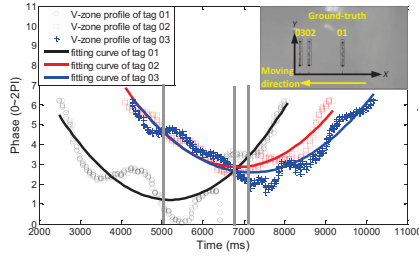 V-zone profile of tag 01
V-zone profile of tag 02
V-zone profile of tag 03
fitting curve of tag 01
fitting curve of tag 02
fitting curve of tag 03
Ground-truth
Y
0302 01
Moving
direction
X
Phase (0~2PI)
11
10
9
8
7
6
5
4
3
2
1
0
2000 3000 4000 5000 6000 7000 8000 9000 10000 11000
Time (ms)